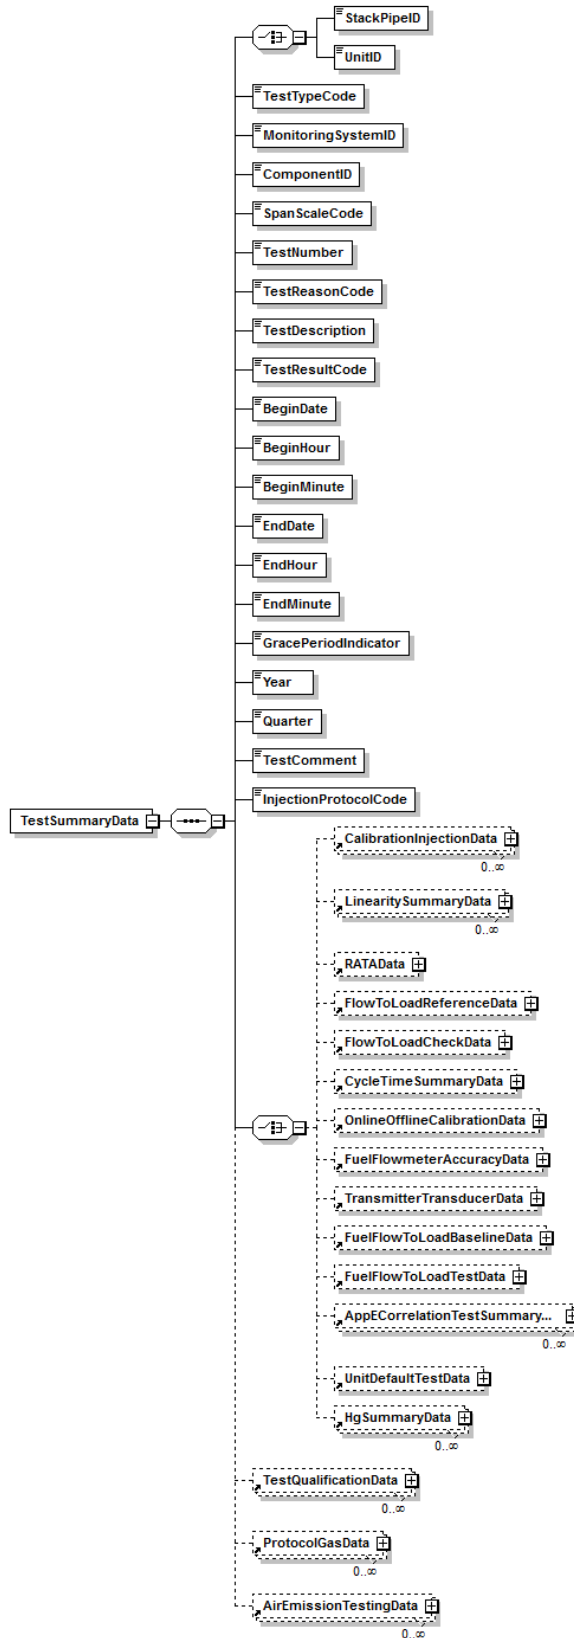 StackPipeID
UnitID
TestTypeCode
MonitoringSystemID
ComponentID
SpanScaleCode
TestNumber
TestReasonCode
TestDescription
TestResultCode
BeginDate
BeginHour
BeginMinute
EndDate
EndHour
EndMinute
GracePeriodIndicator
Year
Quarter
TestComment
InjectionProtocolCode
TestSummaryData
CalibrationInjectionData
0..∞
LinearitySummaryData
0..∞
RATAData
FlowToLoadReferenceData
FlowToLoadCheckData
CycleTimeSummaryData
OnlineOfflineCalibrationData
FuelFlowmeterAccuracyData
TransmitterTransducerData
FuelFlowToLoadBaselineData
FuelFlowToLoadTestData
AppECorrelationTestSummary...
0..∞
UnitDefaultTestData
HgSummaryData
0..∞
TestQualificationData
0..∞
ProtocolGasData
0..∞
AirEmissionTestingData
0..∞